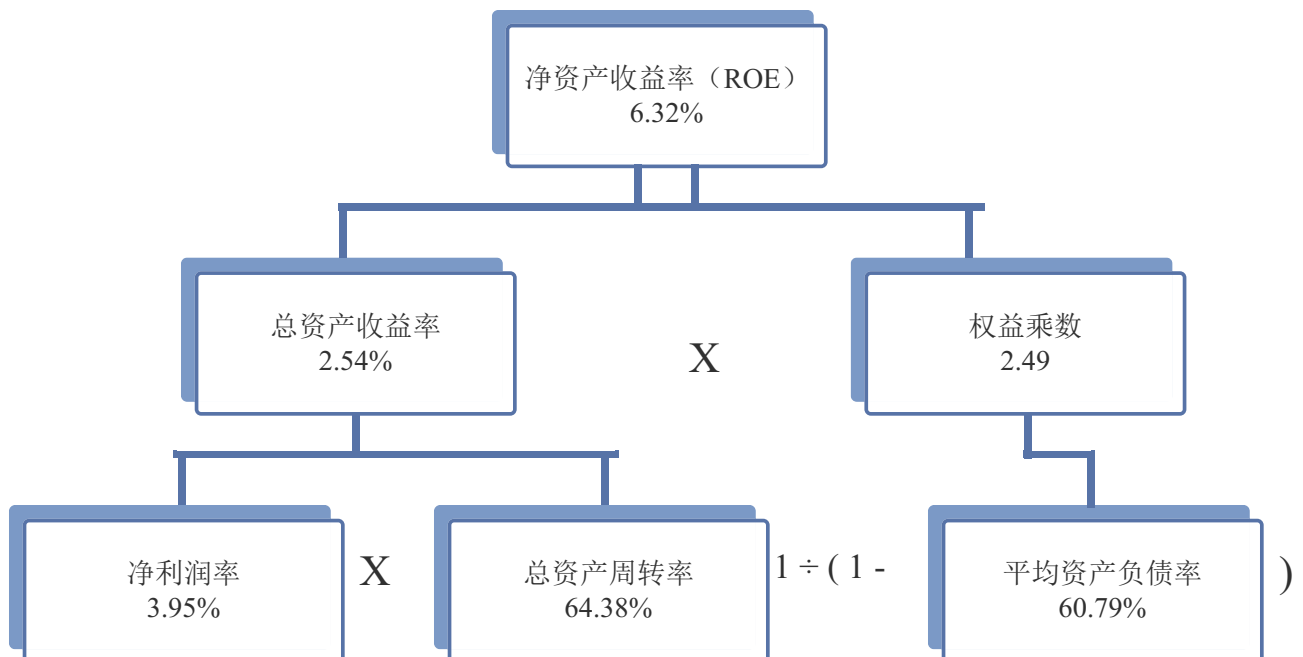 净资产收益率（ROE）
6.32%
总资产收益率
2.54%
X
权益乘数
2.49
净利润率
3.95%
X
总资产周转率
64.38%
1 ÷ ( 1 -
平均资产负债率
60.79%
)